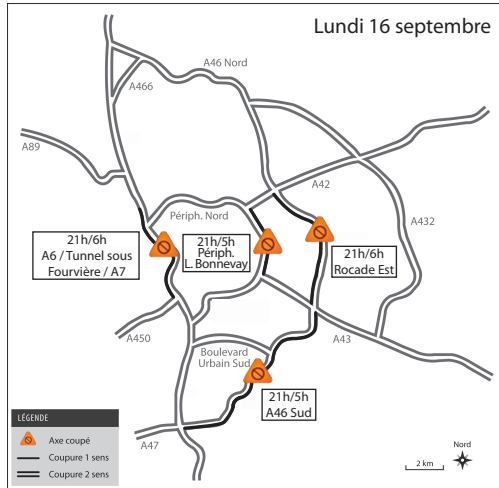 Lundi 16 septembre
A46 Nord
A466
A89
A42
Périph. Nord
A432
21h/6h
A6 / Tunnel sous
Fourvière / A7
21h/5h
Périph.
L. Bonnevay
21h/6h
Rocade Est
A450
A43
Boulevard
Urbain Sud
21h/5h
A46 Sud
A47
LÉGENDE
Axe coupé
Coupure 1 sens
Coupure 2 sens
Nord
2 km